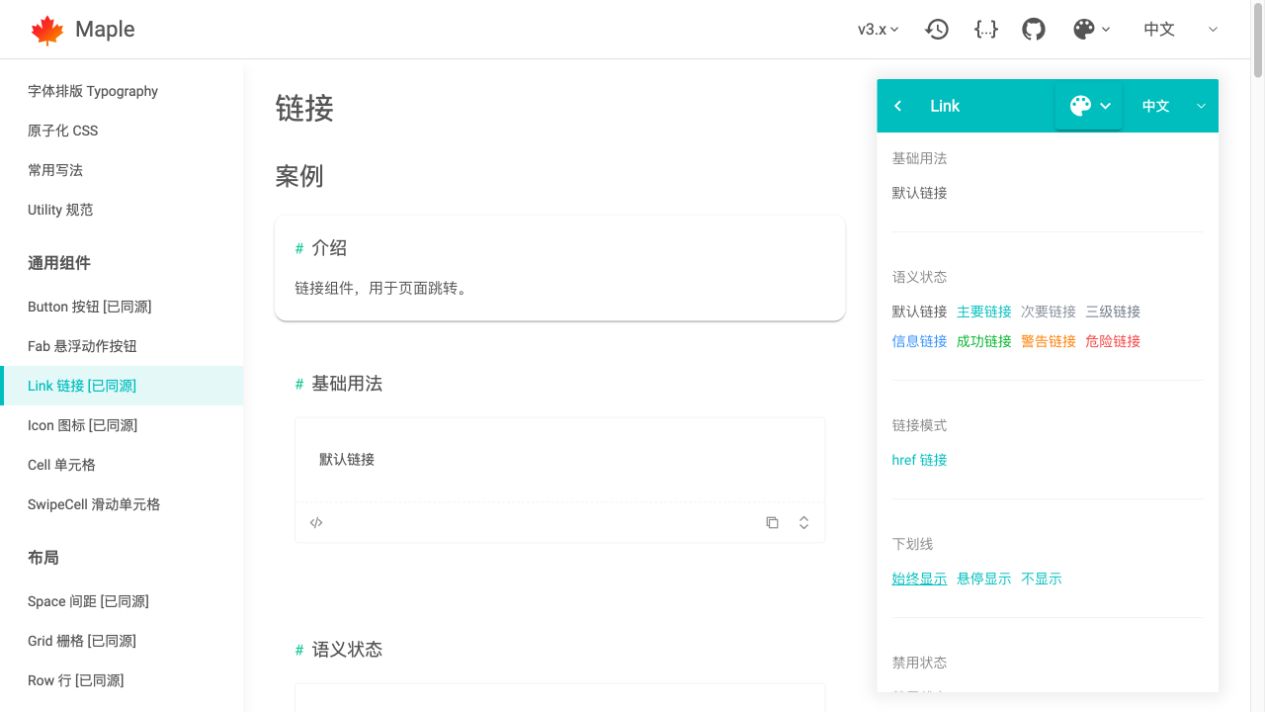 Maple
v3.x
{...}
中文
字体排版 Typography
原子化 CSS
常用写法
Utility 规范
通用组件
Button 按钮 [已同源]
Fab 悬浮动作按钮
Link 链接 [已同源]
Icon 图标 [已同源]
Cell 单元格
SwipeCell 滑动单元格
布局
Space 间距 [已同源]
Grid 栅格 [已同源]
Row 行 [已同源]
链接
案例
# 介绍
链接组件，用于页面跳转。
# 基础用法
默认链接
# 语义状态
Link
中文
基础用法
默认链接
语义状态
默认链接 主要链接 次要链接 三级链接
信息链接 成功链接 警告链接 危险链接
链接模式
href 链接
下划线
始终显示 悬停显示 不显示
禁用状态